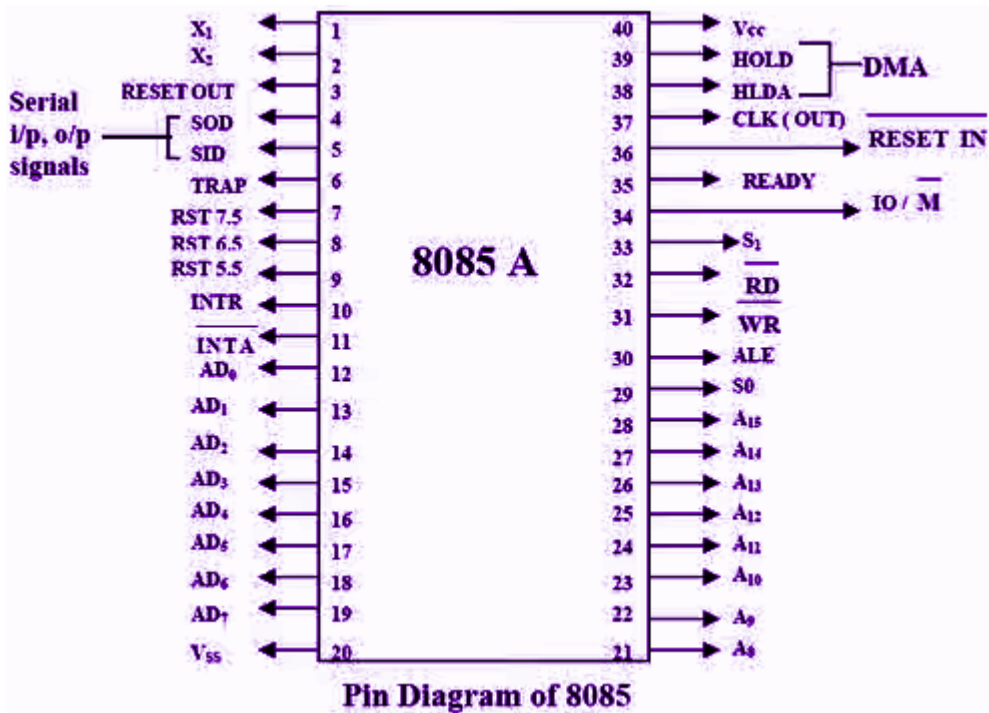 X₁ 1 40 Vcc
X₂ 2 39 HOLD
DMA
RESET OUT 3 38 HLDA
Serial
i/p, o/p
signals
SOD 4 37 CLK ( OUT)
SID 5 36 RESET IN
TRAP 6 35 READY
RST 7.5 7 34 IO / M
RST 6.5 8 33 S₁
8085 A
RST 5.5 9 32 RD
INTR 10 31 WR
INTA 11 30 ALE
AD₀ 12 29 S0
AD₁ 13 28 A₁₅
AD₂ 14 27 A₁₄
AD₃ 15 26 A₁₃
AD₄ 16 25 A₁₂
AD₅ 17 24 A₁₁
AD₆ 18 23 A₁₀
AD₇ 19 22 A₉
V₅₅ 20 21 A₈
Pin Diagram of 8085